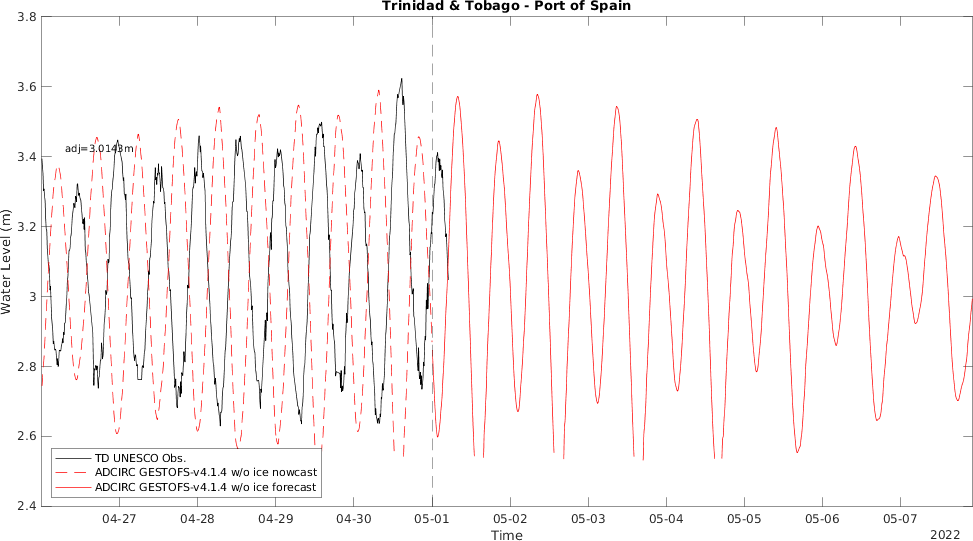 Trinidad & Tobago - Port of Spain
3.8
3.6
3.4
3.2
3
2.8
2.6
2.4
Water Level (m)
adj=3.0143m
TD UNESCO Obs.
ADCIRC GESTOFS-v4.1.4 w/o ice nowcast
ADCIRC GESTOFS-v4.1.4 w/o ice forecast
04-27 04-28 04-29 04-30 05-01 05-02 05-03 05-04 05-05 05-06 05-07
Time
2022